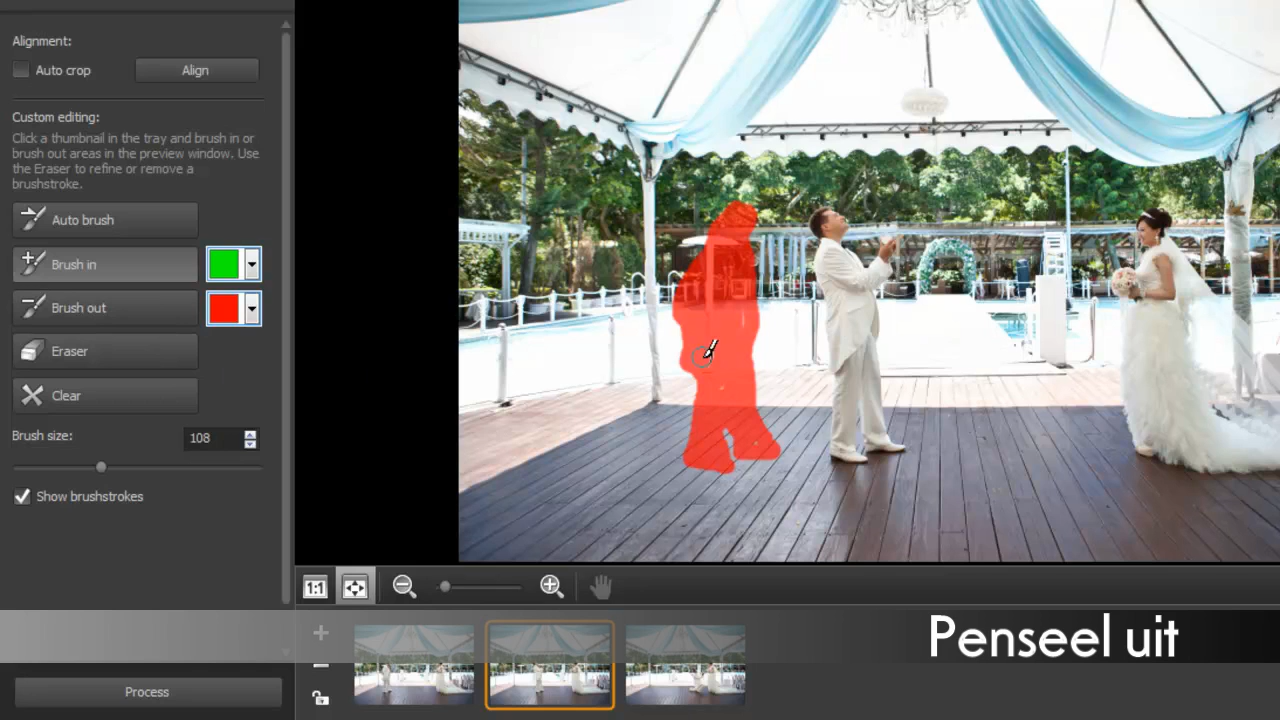 Alignment:
Auto crop
Align
Custom editing:
Click a thumbnail in the tray and brush in or
brush out areas in the preview window. Use
the Eraser to refine or remove a
brushstroke.
Auto brush
Brush in
Brush out
Eraser
Clear
Brush size:
108
Show brushstrokes
1:1
Penseel uit
Process